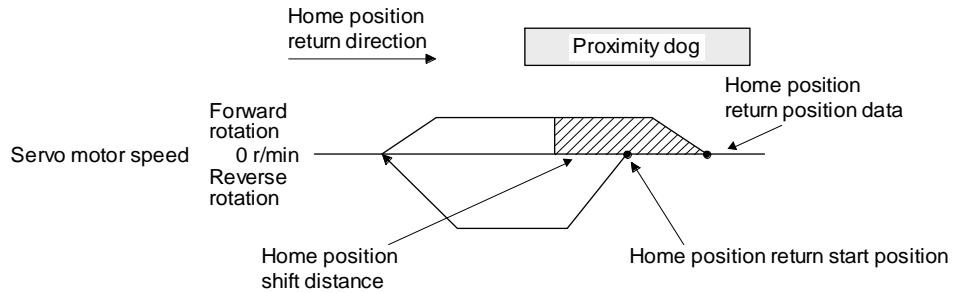 Home position
return direction
Proximity dog
Home position
return position data
Forward
rotation
Servo motor speed 0 r/min
Reverse
rotation
Home position
shift distance
Home position return start position